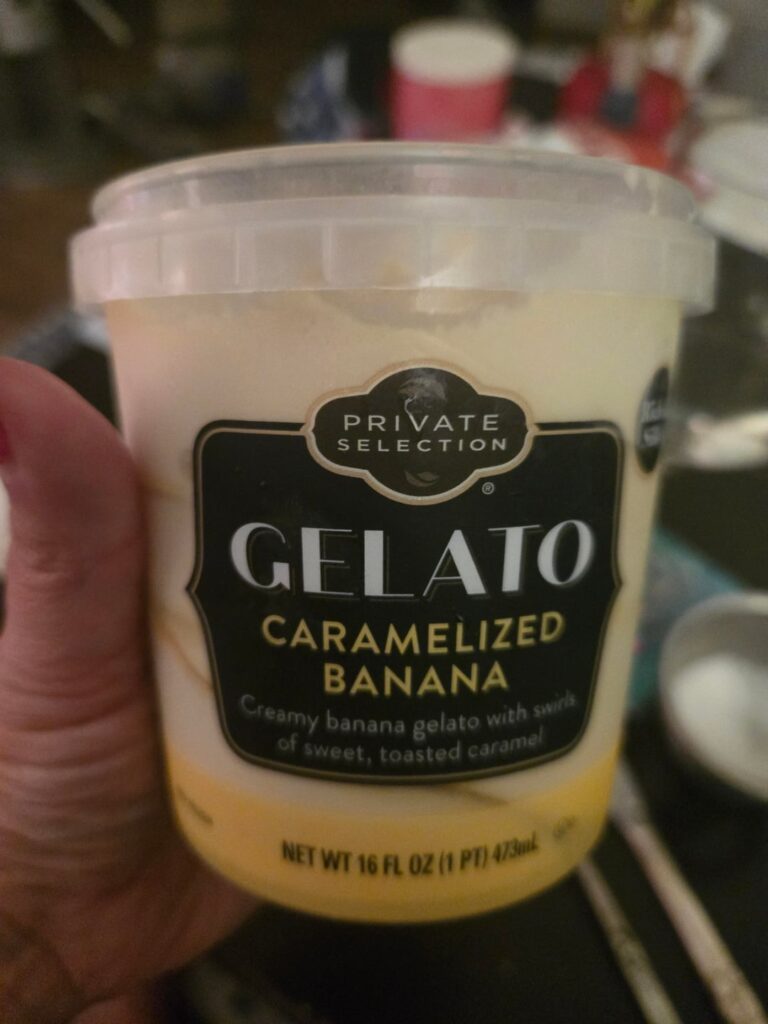 PRIVATE
SELECTION
®
GELATO
CARAMELIZED
BANANA
Creamy banana gelato with swirls
of sweet, toasted caramel
NET WT 16 FL OZ (1 PT) 473mL